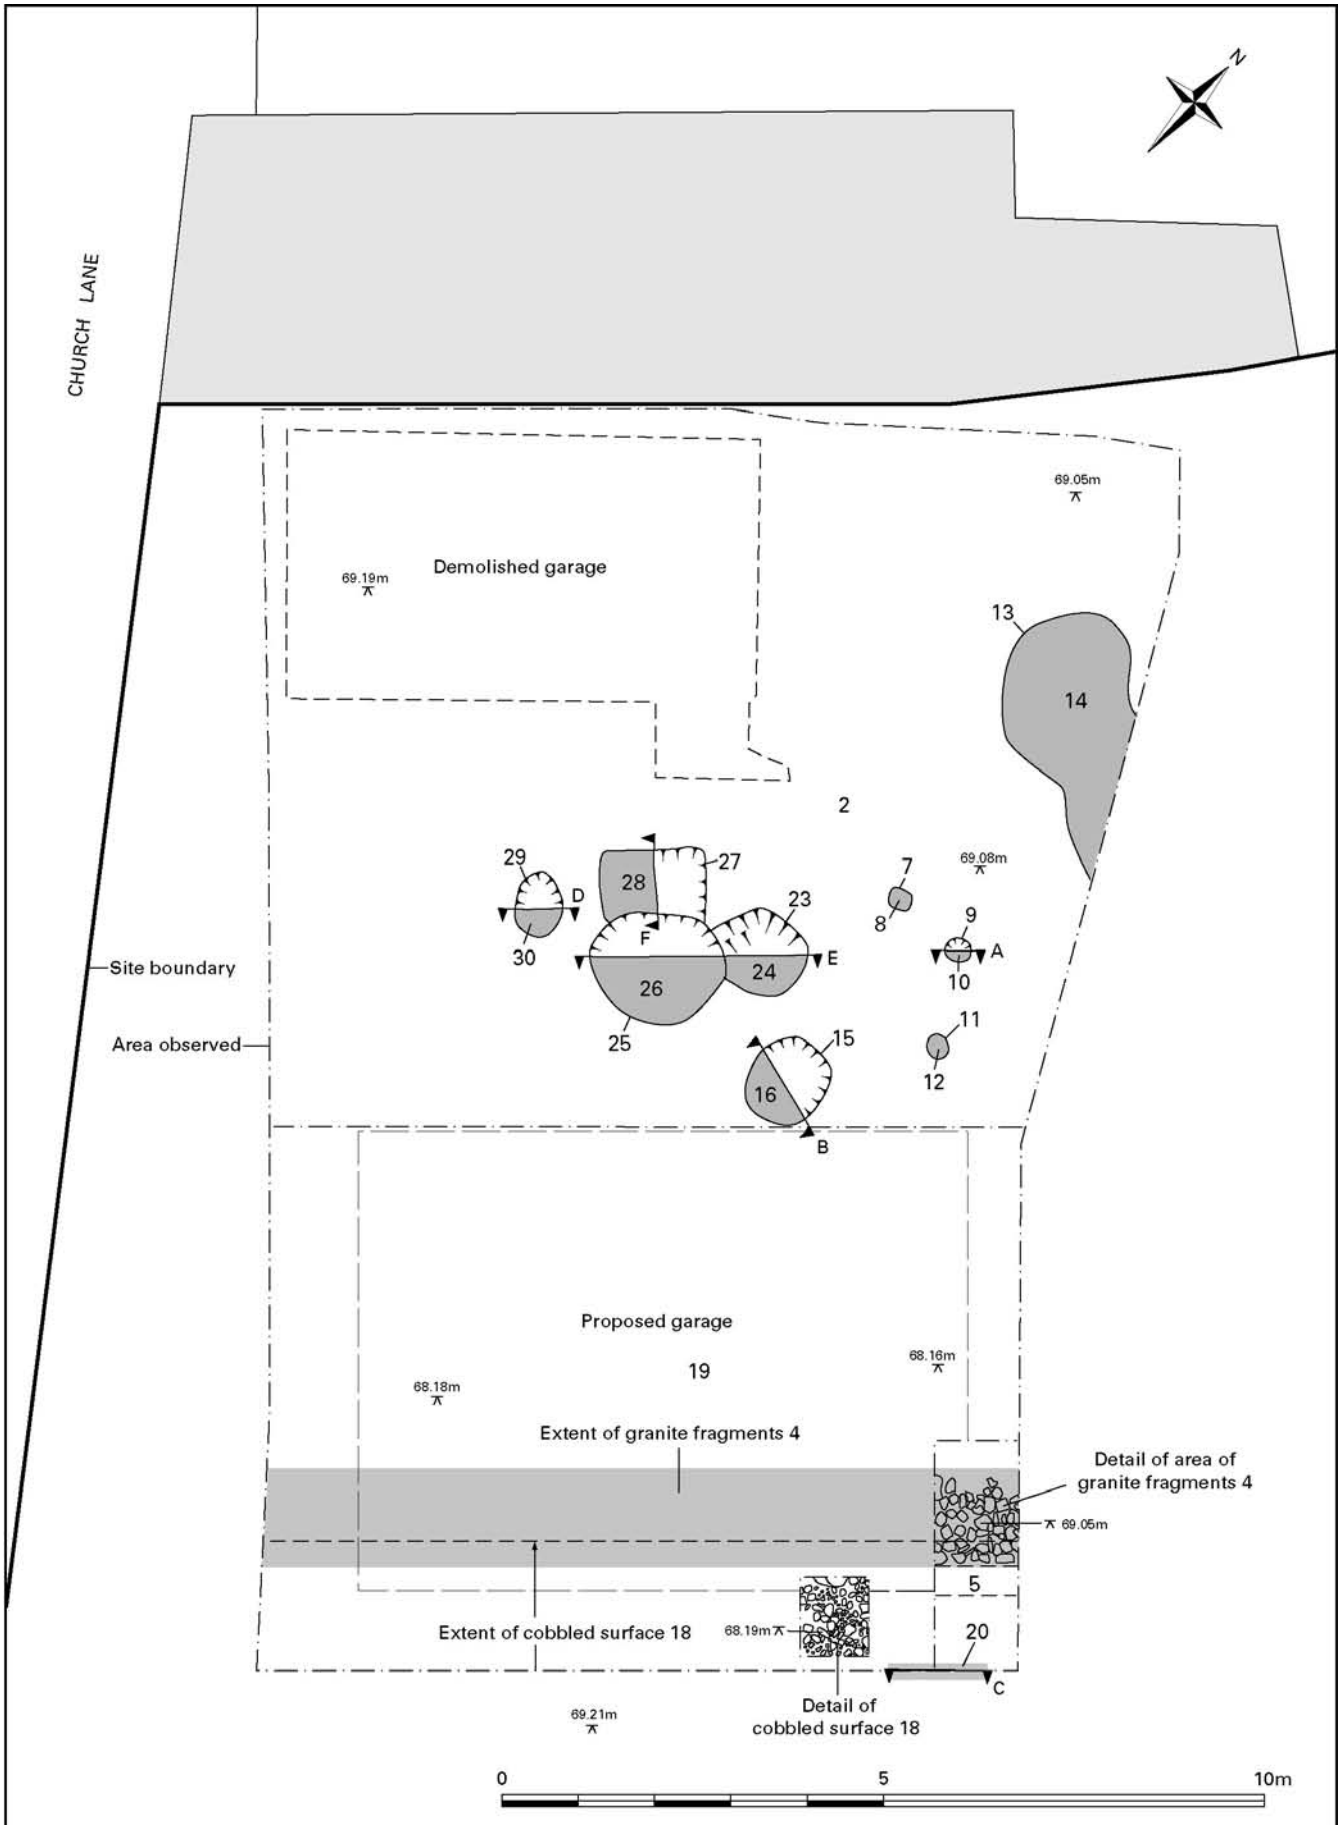 N
CHURCH LANE
69.05m
Demolished garage
69.19m
13
14
2
29
28
27
7
69.08m
D
23
8
9
F
30
E
A
24
10
26
25
15
11
12
16
B
Site boundary
Area observed
Proposed garage
19
68.16m
68.18m
Extent of granite fragments 4
Detail of area of
granite fragments 4
69.05m
5
Extent of cobbled surface 18
68.19m
20
C
Detail of
cobbled surface 18
69.21m
0 5 10m